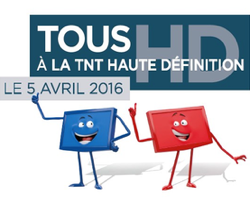 TOUS HD
À LA TNT HAUTE DÉFINITION
LE 5 AVRIL 2016